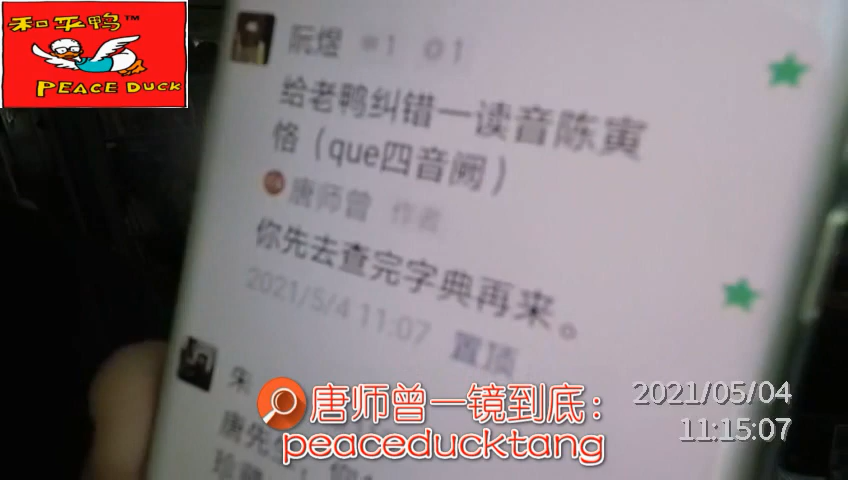 和平鸭™
PEACE DUCK
阮煜
1 1
给老鸭纠错一读音陈寅
恪（que四音阙）
唐师曾 作者
你先去查完字典再来。
2021/5/4 11:07 置顶
朱
唐师曾一镜到底：
peaceducktang
2021/05/04
11:15:07